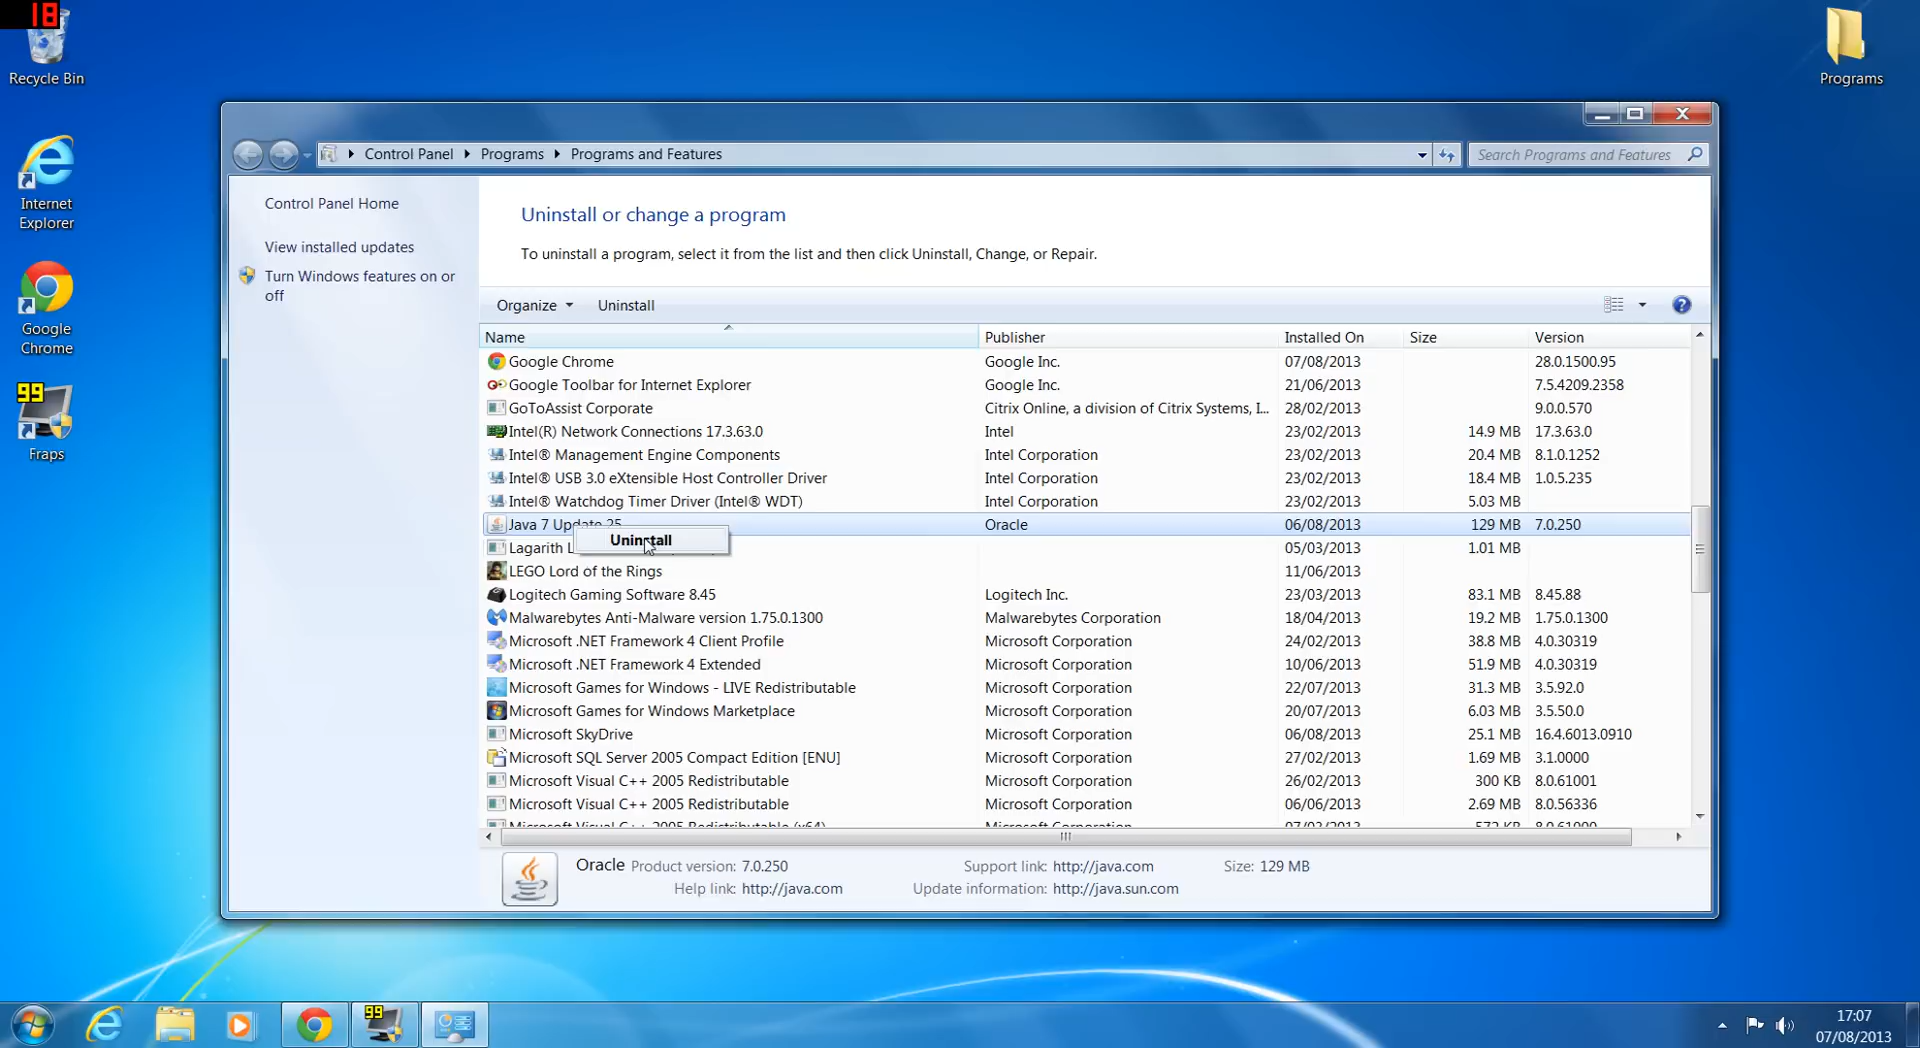 18
Recycle Bin
Programs
Internet
Explorer
Google
Chrome
99
Fraps
Control Panel Programs Programs and Features
Search Programs and Features
Control Panel Home
View installed updates
Turn Windows features on or
off
Uninstall or change a program
To uninstall a program, select it from the list and then click Uninstall, Change, or Repair.
Organize Uninstall
Name Publisher Installed On Size Version
Google Chrome Google Inc. 07/08/2013 28.0.1500.95
Google Toolbar for Internet Explorer Google Inc. 21/06/2013 7.5.4209.2358
GoToAssist Corporate Citrix Online, a division of Citrix Systems, I... 28/02/2013 9.0.0.570
Intel(R) Network Connections 17.3.63.0 Intel 23/02/2013 14.9 MB 17.3.63.0
Intel® Management Engine Components Intel Corporation 23/02/2013 20.4 MB 8.1.0.1252
Intel® USB 3.0 eXtensible Host Controller Driver Intel Corporation 23/02/2013 18.4 MB 1.0.5.235
Intel® Watchdog Timer Driver (Intel® WDT) Intel Corporation 23/02/2013 5.03 MB
Java 7 Update 25 Oracle 06/08/2013 129 MB 7.0.250
Uninstall
Lagarith 05/03/2013 1.01 MB
LEGO Lord of the Rings 11/06/2013
Logitech Gaming Software 8.45 Logitech Inc. 23/03/2013 83.1 MB 8.45.88
Malwarebytes Anti-Malware version 1.75.0.1300 Malwarebytes Corporation 18/04/2013 19.2 MB 1.75.0.1300
Microsoft .NET Framework 4 Client Profile Microsoft Corporation 24/02/2013 38.8 MB 4.0.30319
Microsoft .NET Framework 4 Extended Microsoft Corporation 10/06/2013 51.9 MB 4.0.30319
Microsoft Games for Windows - LIVE Redistributable Microsoft Corporation 22/07/2013 31.3 MB 3.5.92.0
Microsoft Games for Windows Marketplace Microsoft Corporation 20/07/2013 6.03 MB 3.5.50.0
Microsoft SkyDrive Microsoft Corporation 06/08/2013 25.1 MB 16.4.6013.0910
Microsoft SQL Server 2005 Compact Edition [ENU] Microsoft Corporation 27/02/2013 1.69 MB 3.1.0000
Microsoft Visual C++ 2005 Redistributable Microsoft Corporation 26/02/2013 300 KB 8.0.61001
Microsoft Visual C++ 2005 Redistributable Microsoft Corporation 06/06/2013 2.69 MB 8.0.56336
Microsoft Visual C++ 2005 Redistributable (x64) Microsoft Corporation 07/03/2013 572 KB 8.0.61000
Oracle Product version: 7.0.250 Support link: http://java.com Size: 129 MB
Help link: http://java.com Update information: http://java.sun.com
99
17:07
07/08/2013